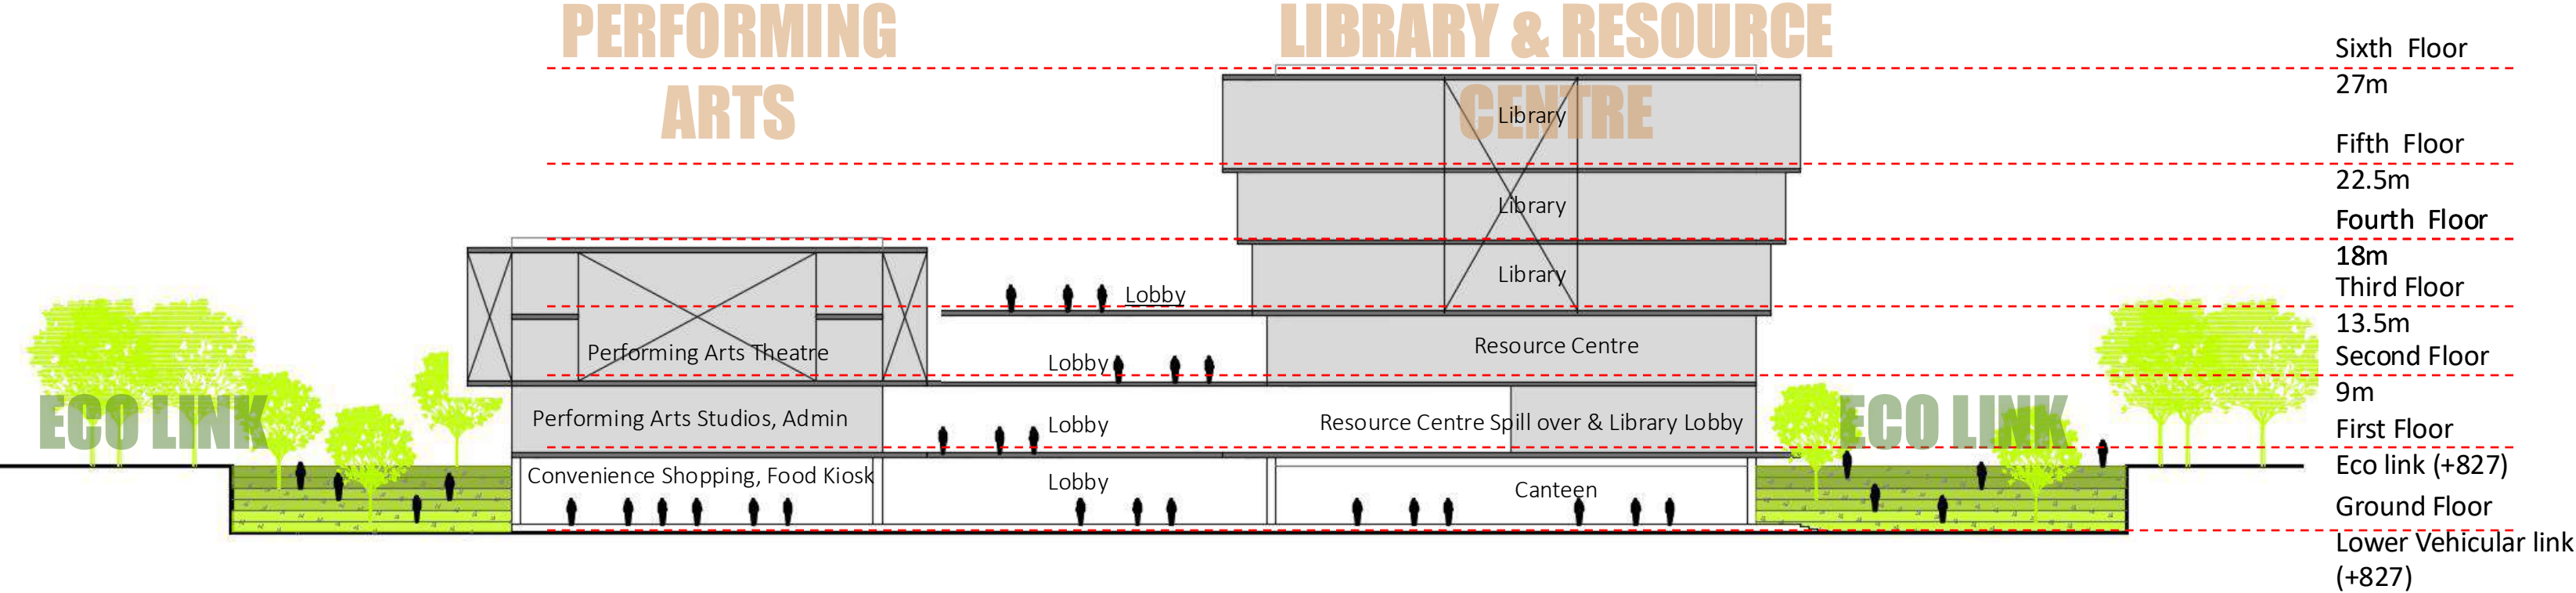 PERFORMING
ARTS
LIBRARY & RESOURCE
CENTRE
Library
Library
Library
Lobby
Performing Arts Theatre
Lobby
Resource Centre
Performing Arts Studios, Admin
Lobby
Resource Centre Spill over & Library Lobby
Convenience Shopping, Food Kiosk
Lobby
Canteen
ECO LINK
ECO LINK
Sixth Floor
27m
Fifth Floor
22.5m
Fourth Floor
18m
Third Floor
13.5m
Second Floor
9m
First Floor
Eco link (+827)
Ground Floor
Lower Vehicular link
(+827)